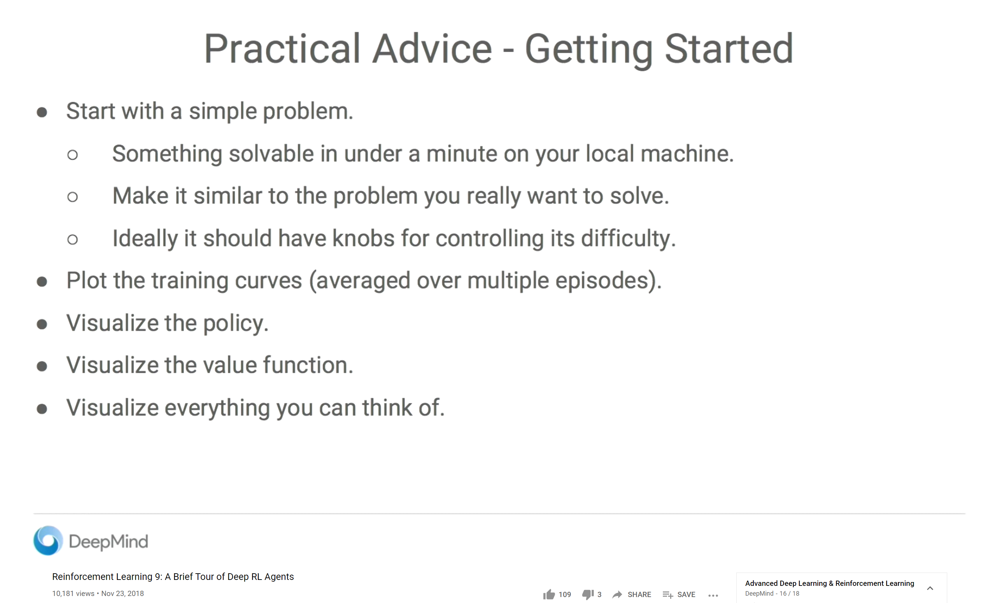 Practical Advice - Getting Started
● Start with a simple problem.
○ Something solvable in under a minute on your local machine.
○ Make it similar to the problem you really want to solve.
○ Ideally it should have knobs for controlling its difficulty.
● Plot the training curves (averaged over multiple episodes).
● Visualize the policy.
● Visualize the value function.
● Visualize everything you can think of.
DeepMind
Reinforcement Learning 9: A Brief Tour of Deep RL Agents
10,181 views • Nov 23, 2018
109 3 SHARE SAVE ...
Advanced Deep Learning & Reinforcement Learning
DeepMind - 16 / 18